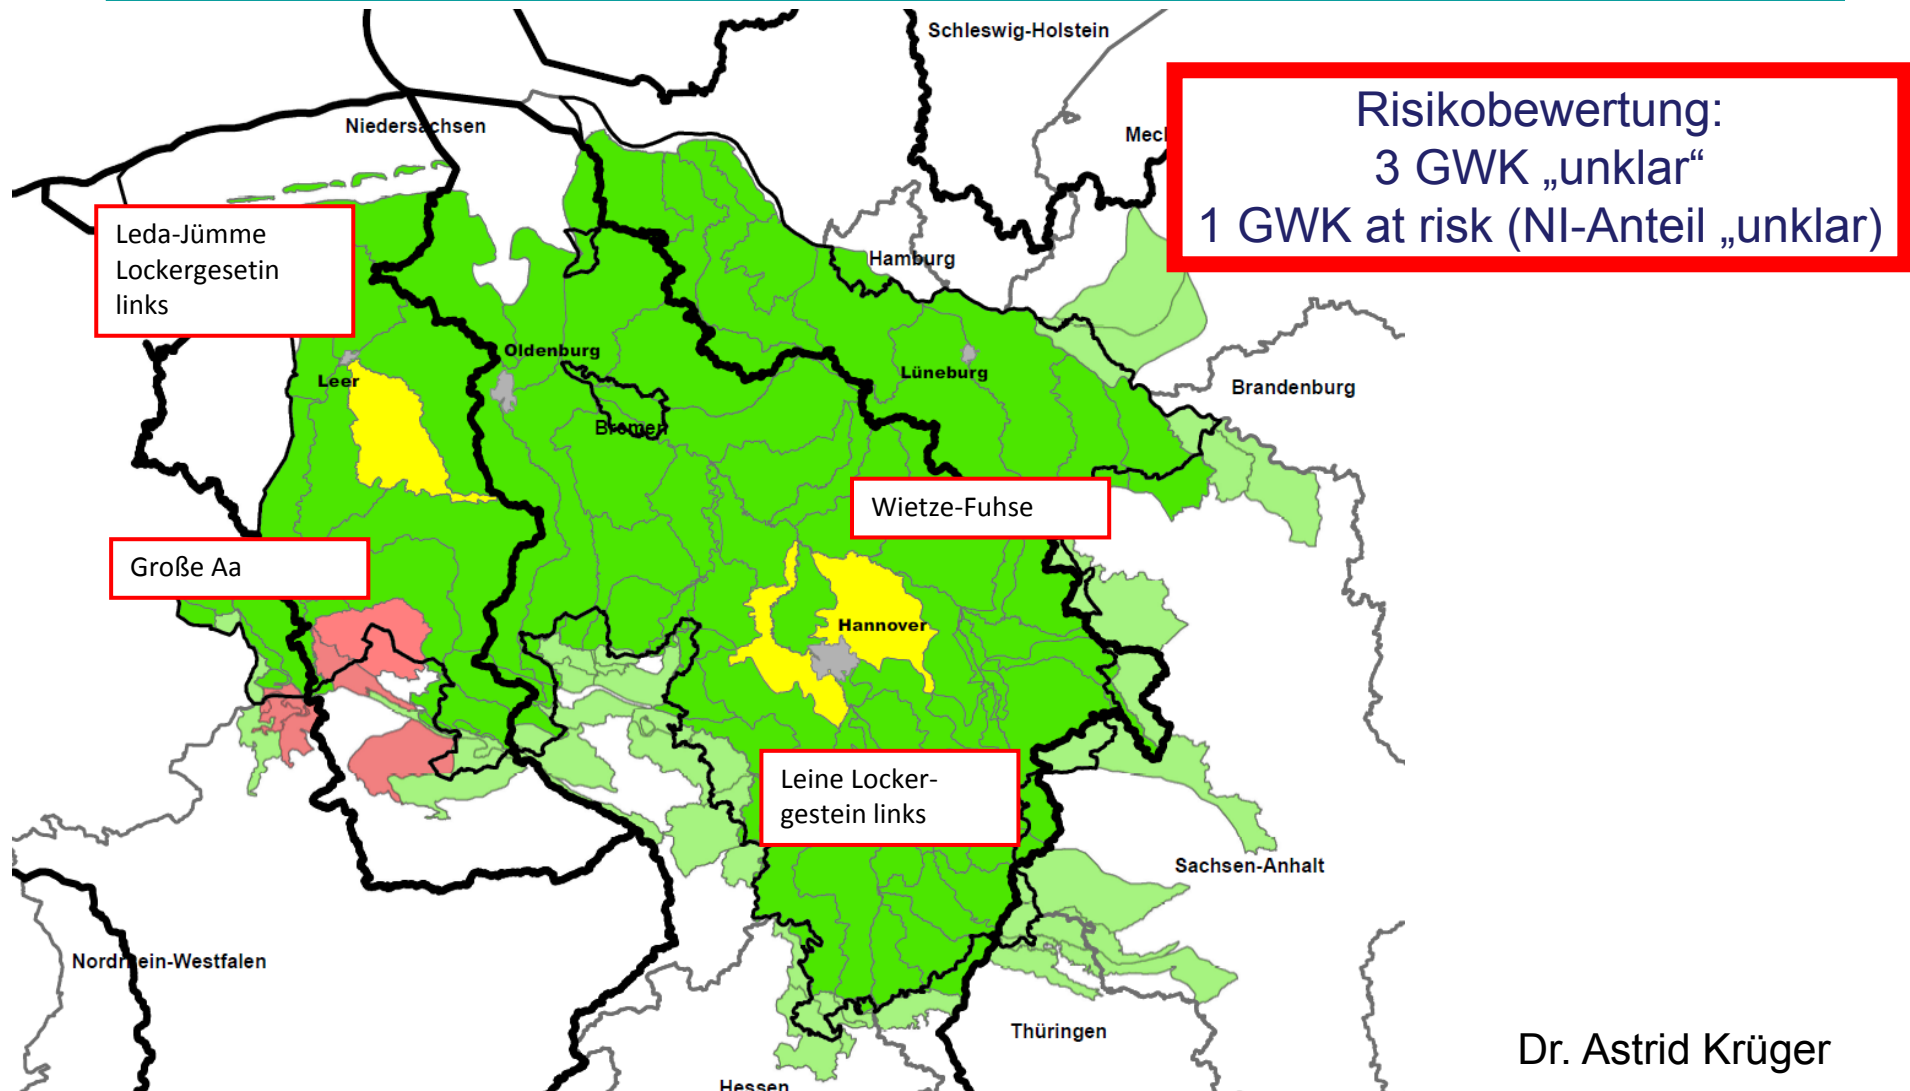 Schleswig-Holstein
Niedersachsen
Mecl
Risikobewertung:
3 GWK „unklar“
1 GWK at risk (NI-Anteil „unklar)
Leda-Jümme
Lockergesetin
links
Hamburg
Oldenburg
Leer
Lüneburg
Brandenburg
Bremen
Wietze-Fuhse
Große Aa
Hannover
Leine Locker-
gestein links
Sachsen-Anhalt
Nordrhein-Westfalen
Thüringen
Dr. Astrid Krüger
Hessen